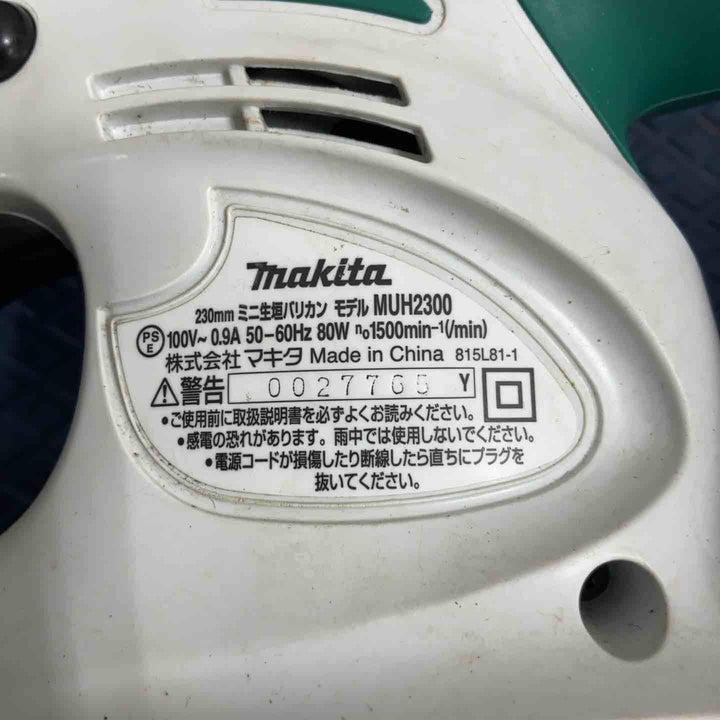 makita
230mm ミニ生垣バリカン モデル MUH2300
PS E 100V~ 0.9A 50-60Hz 80W n₀1500min⁻¹(/min)
株式会社 マキタ Made in China 815L81-1
⚠警告 0027765 Y
•ご使用前に取扱説明書を必ずよくお読みください。
•感電の恐れがあります。雨中では使用しないでください。
•電源コードが損傷したり断線したら直ちにプラグを
抜いてください。